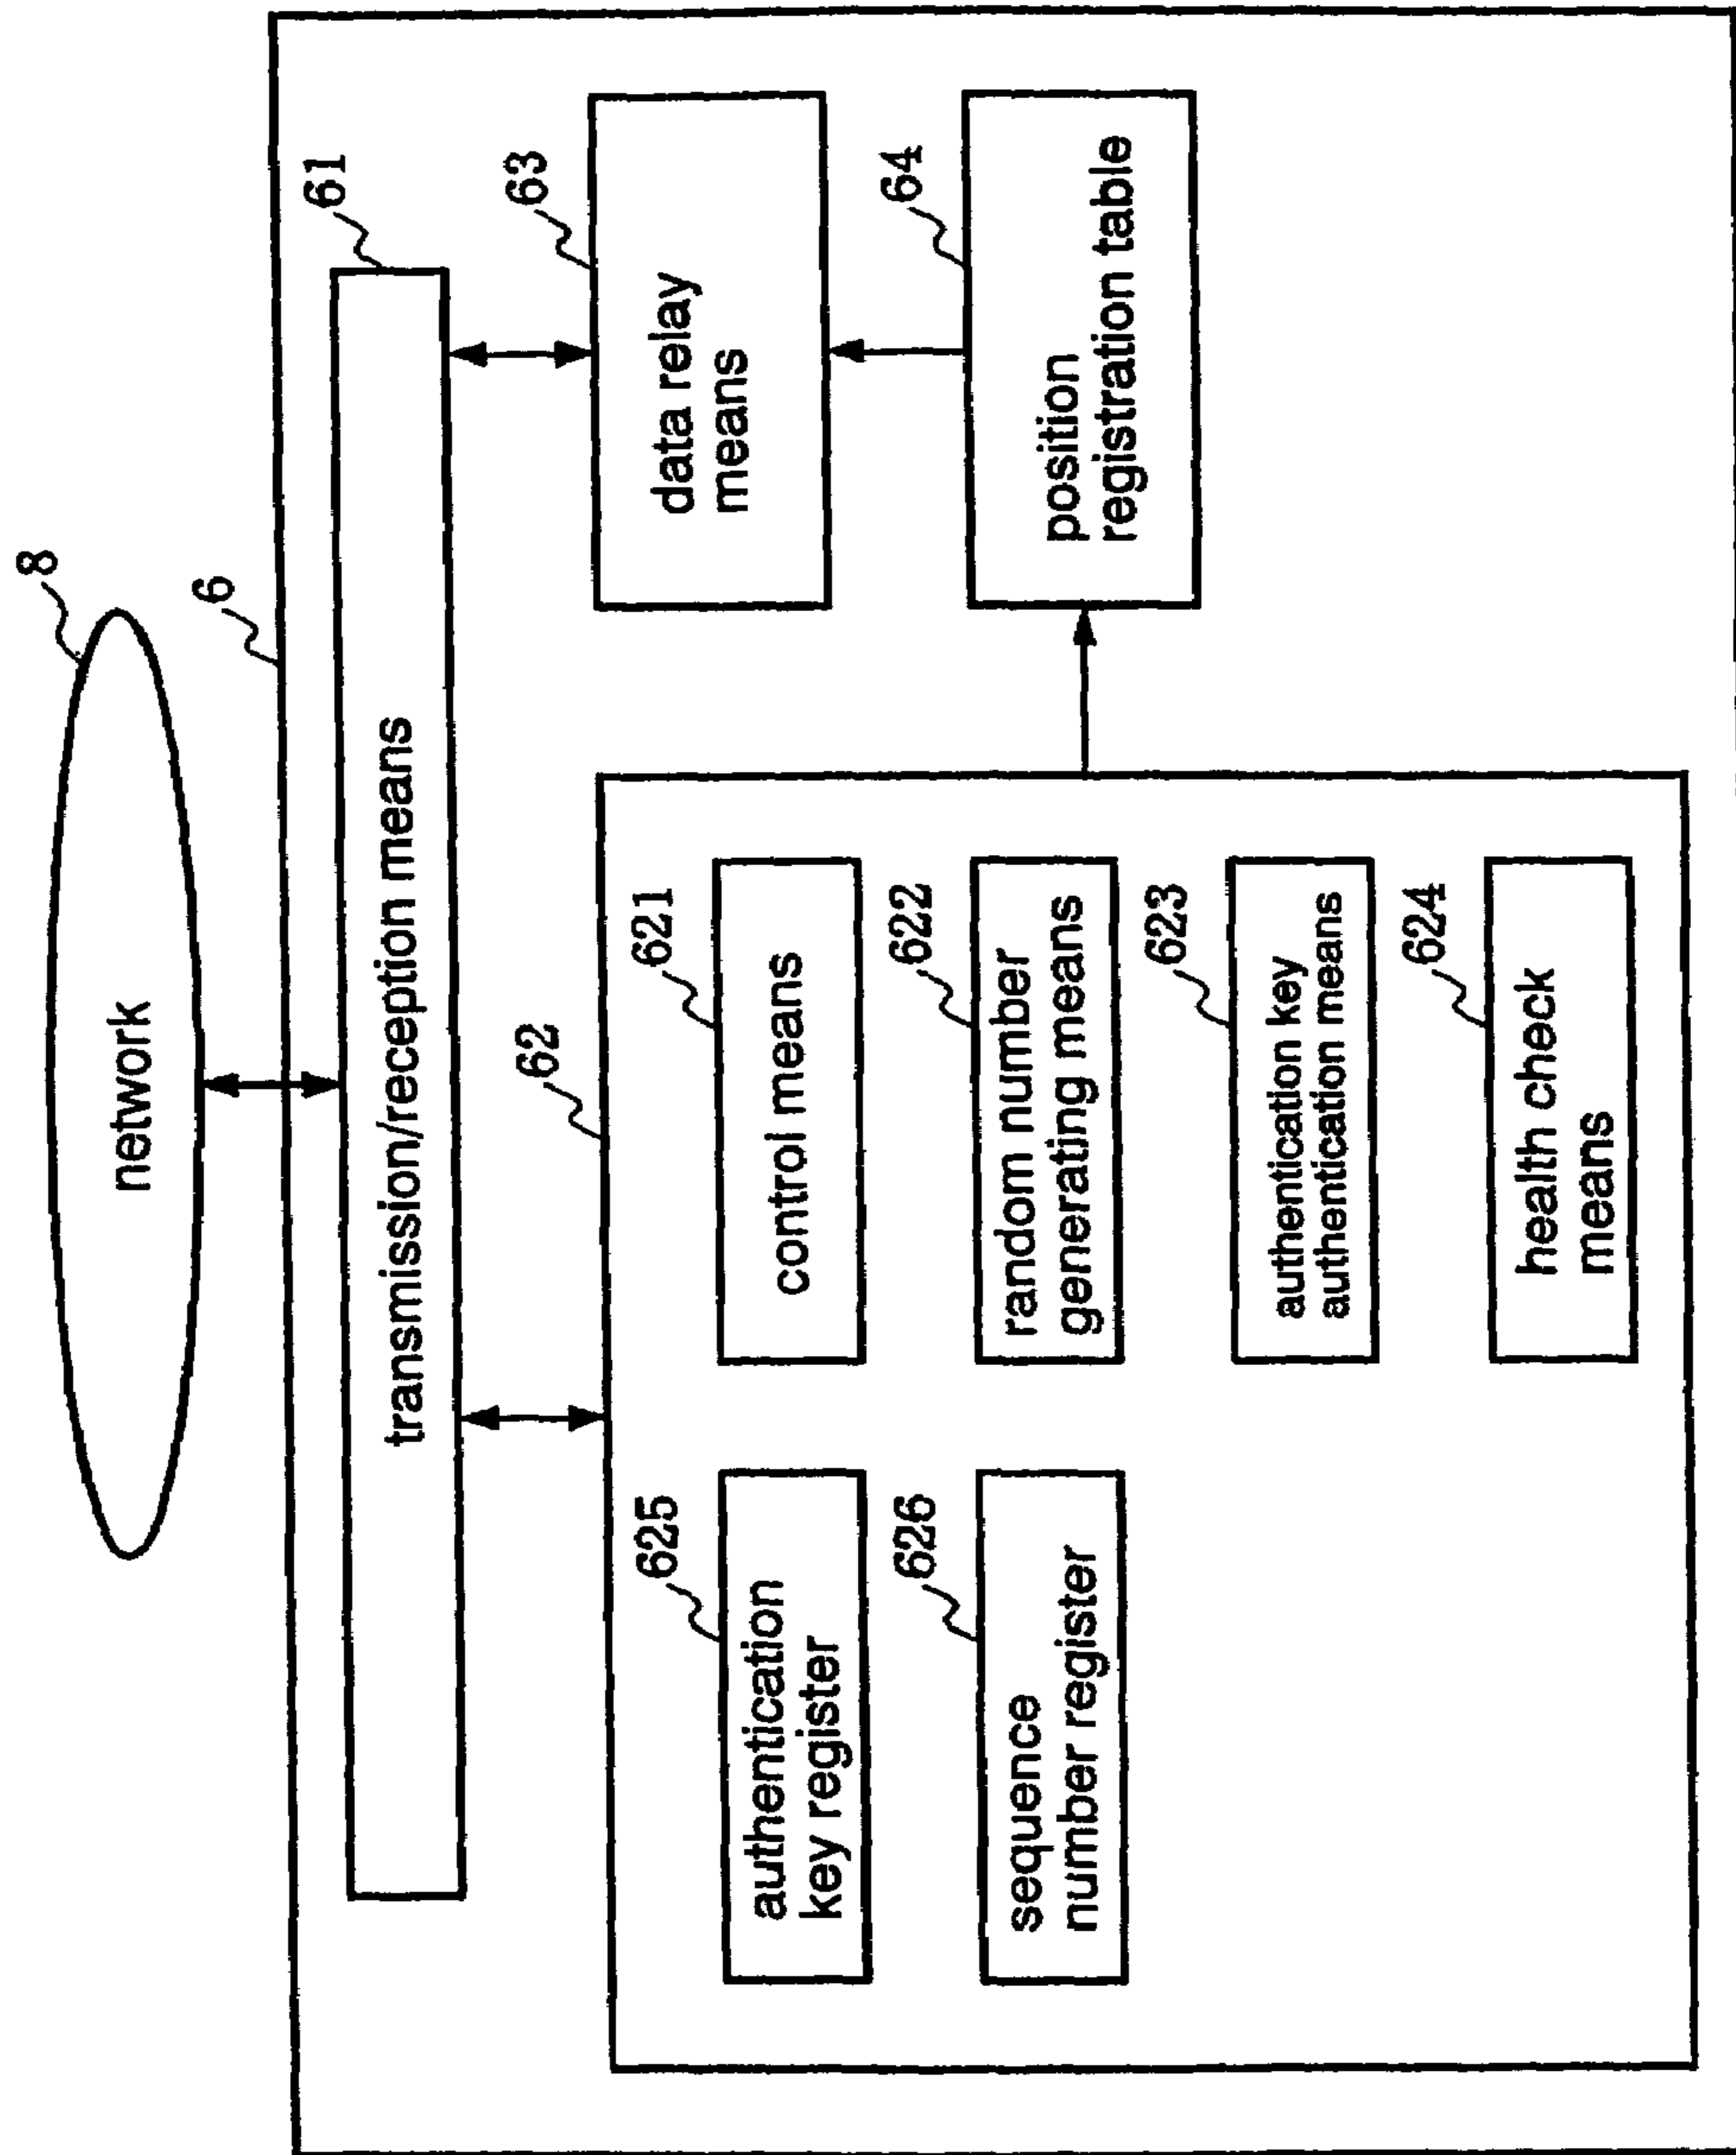 8
network
6
61
transmission/reception means
62
63
data relay
means
625
authentication
key register
621
control means
64
position
registration table
626
sequence
number register
622
random number
generating means
623
authentication key
authentication means
624
health check
means